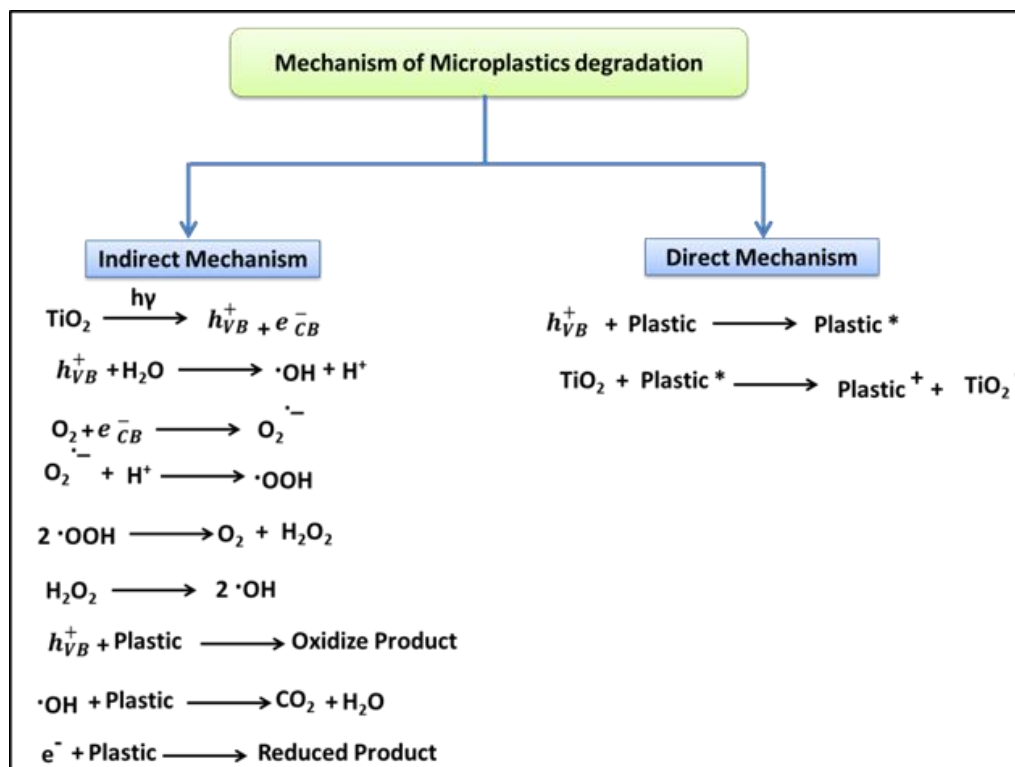 Mechanism of Microplastics degradation
Indirect Mechanism
TiO₂ —hγ→ h⁺VB + e⁻CB
h⁺VB + H₂O ⟶ ·OH + H⁺
O₂ + e⁻CB ⟶ O₂·⁻
O₂·⁻ + H⁺ ⟶ ·OOH
2 ·OOH ⟶ O₂ + H₂O₂
H₂O₂ ⟶ 2 ·OH
h⁺VB + Plastic ⟶ Oxidize Product
·OH + Plastic ⟶ CO₂ + H₂O
e⁻ + Plastic ⟶ Reduced Product
Direct Mechanism
h⁺VB + Plastic ⟶ Plastic *
TiO₂ + Plastic * ⟶ Plastic⁺ + TiO₂